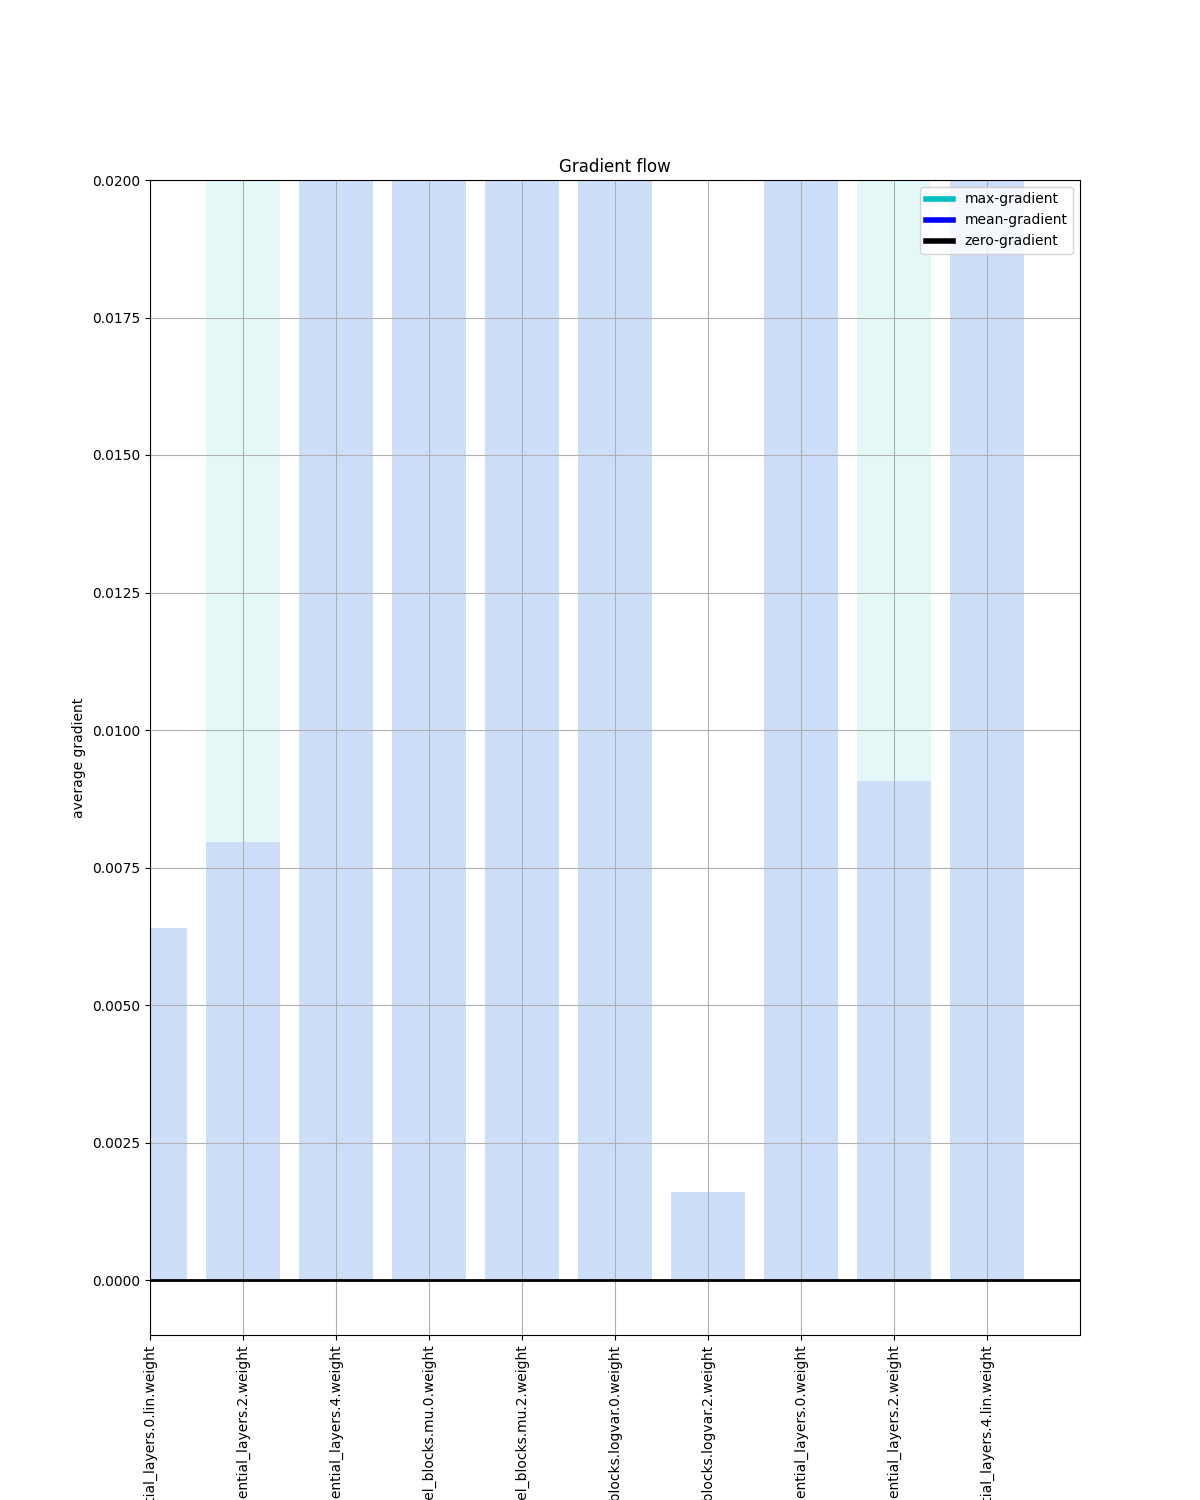 Gradient flow
max-gradient
mean-gradient
zero-gradient
0.0200
0.0175
0.0150
0.0125
0.0100
0.0075
0.0050
0.0025
0.0000
average gradient
tial_layers.0.lin.weight
ential_layers.2.weight
ential_layers.4.weight
el_blocks.mu.0.weight
el_blocks.mu.2.weight
blocks.logvar.0.weight
blocks.logvar.2.weight
ential_layers.0.weight
ential_layers.2.weight
tial_layers.4.lin.weight